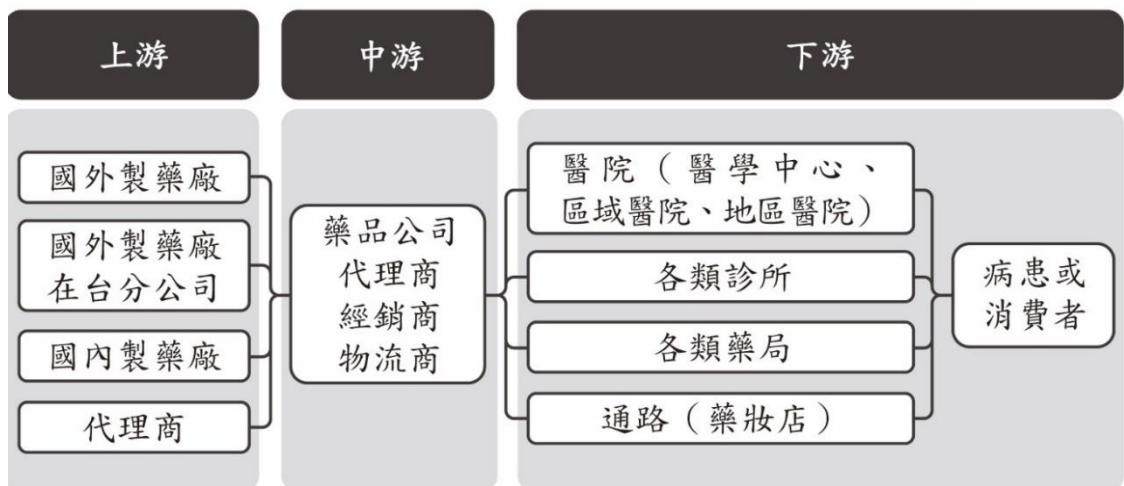 上游
國外製藥廠
國外製藥廠
在台分公司
國內製藥廠
代理商
中游
藥品公司
代理商
經銷商
物流商
下游
醫院（醫學中心、
區域醫院、地區醫院）
各類診所
各類藥局
通路（藥妝店）
病患或
消費者